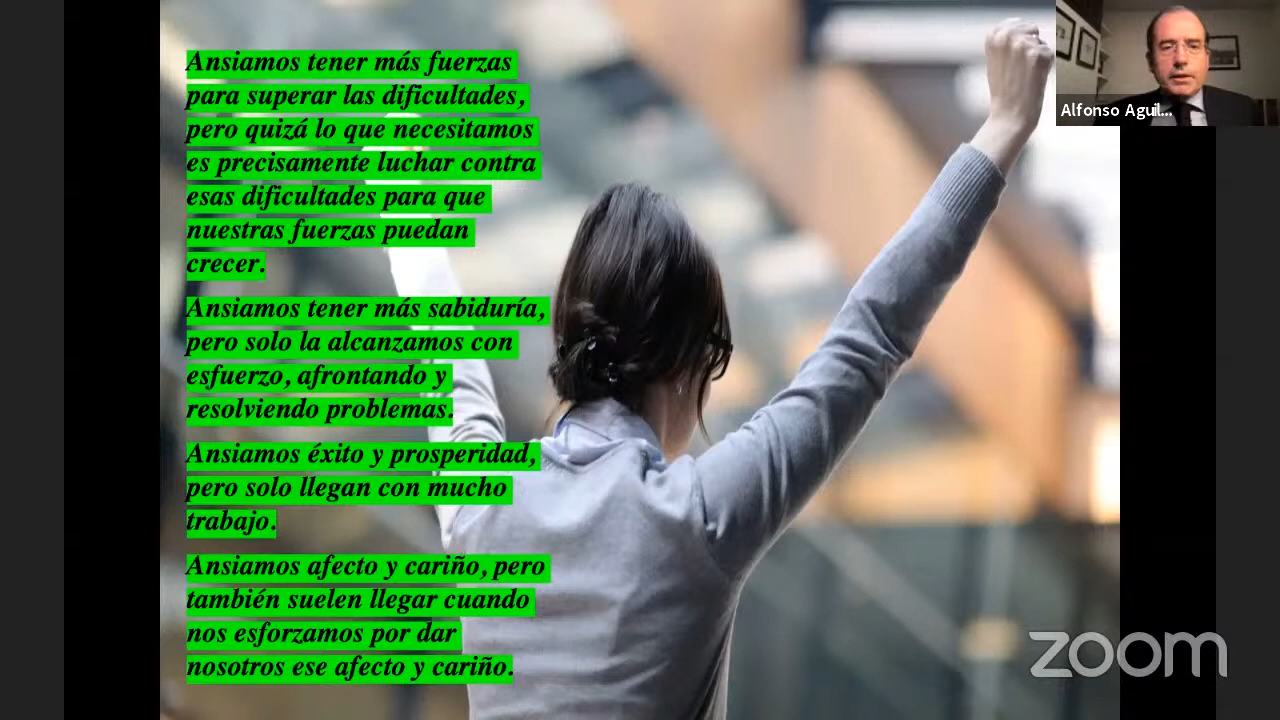 Ansiamos tener más fuerzas
para superar las dificultades,
pero quizá lo que necesitamos
es precisamente luchar contra
esas dificultades para que
nuestras fuerzas puedan
crecer.
Ansiamos tener más sabiduría,
pero solo la alcanzamos con
esfuerzo, afrontando y
resolviendo problemas.
Ansiamos éxito y prosperidad,
pero solo llegan con mucho
trabajo.
Ansiamos afecto y cariño, pero
también suelen llegar cuando
nos esforzamos por dar
nosotros ese afecto y cariño.
Alfonso Aguil...
zoom